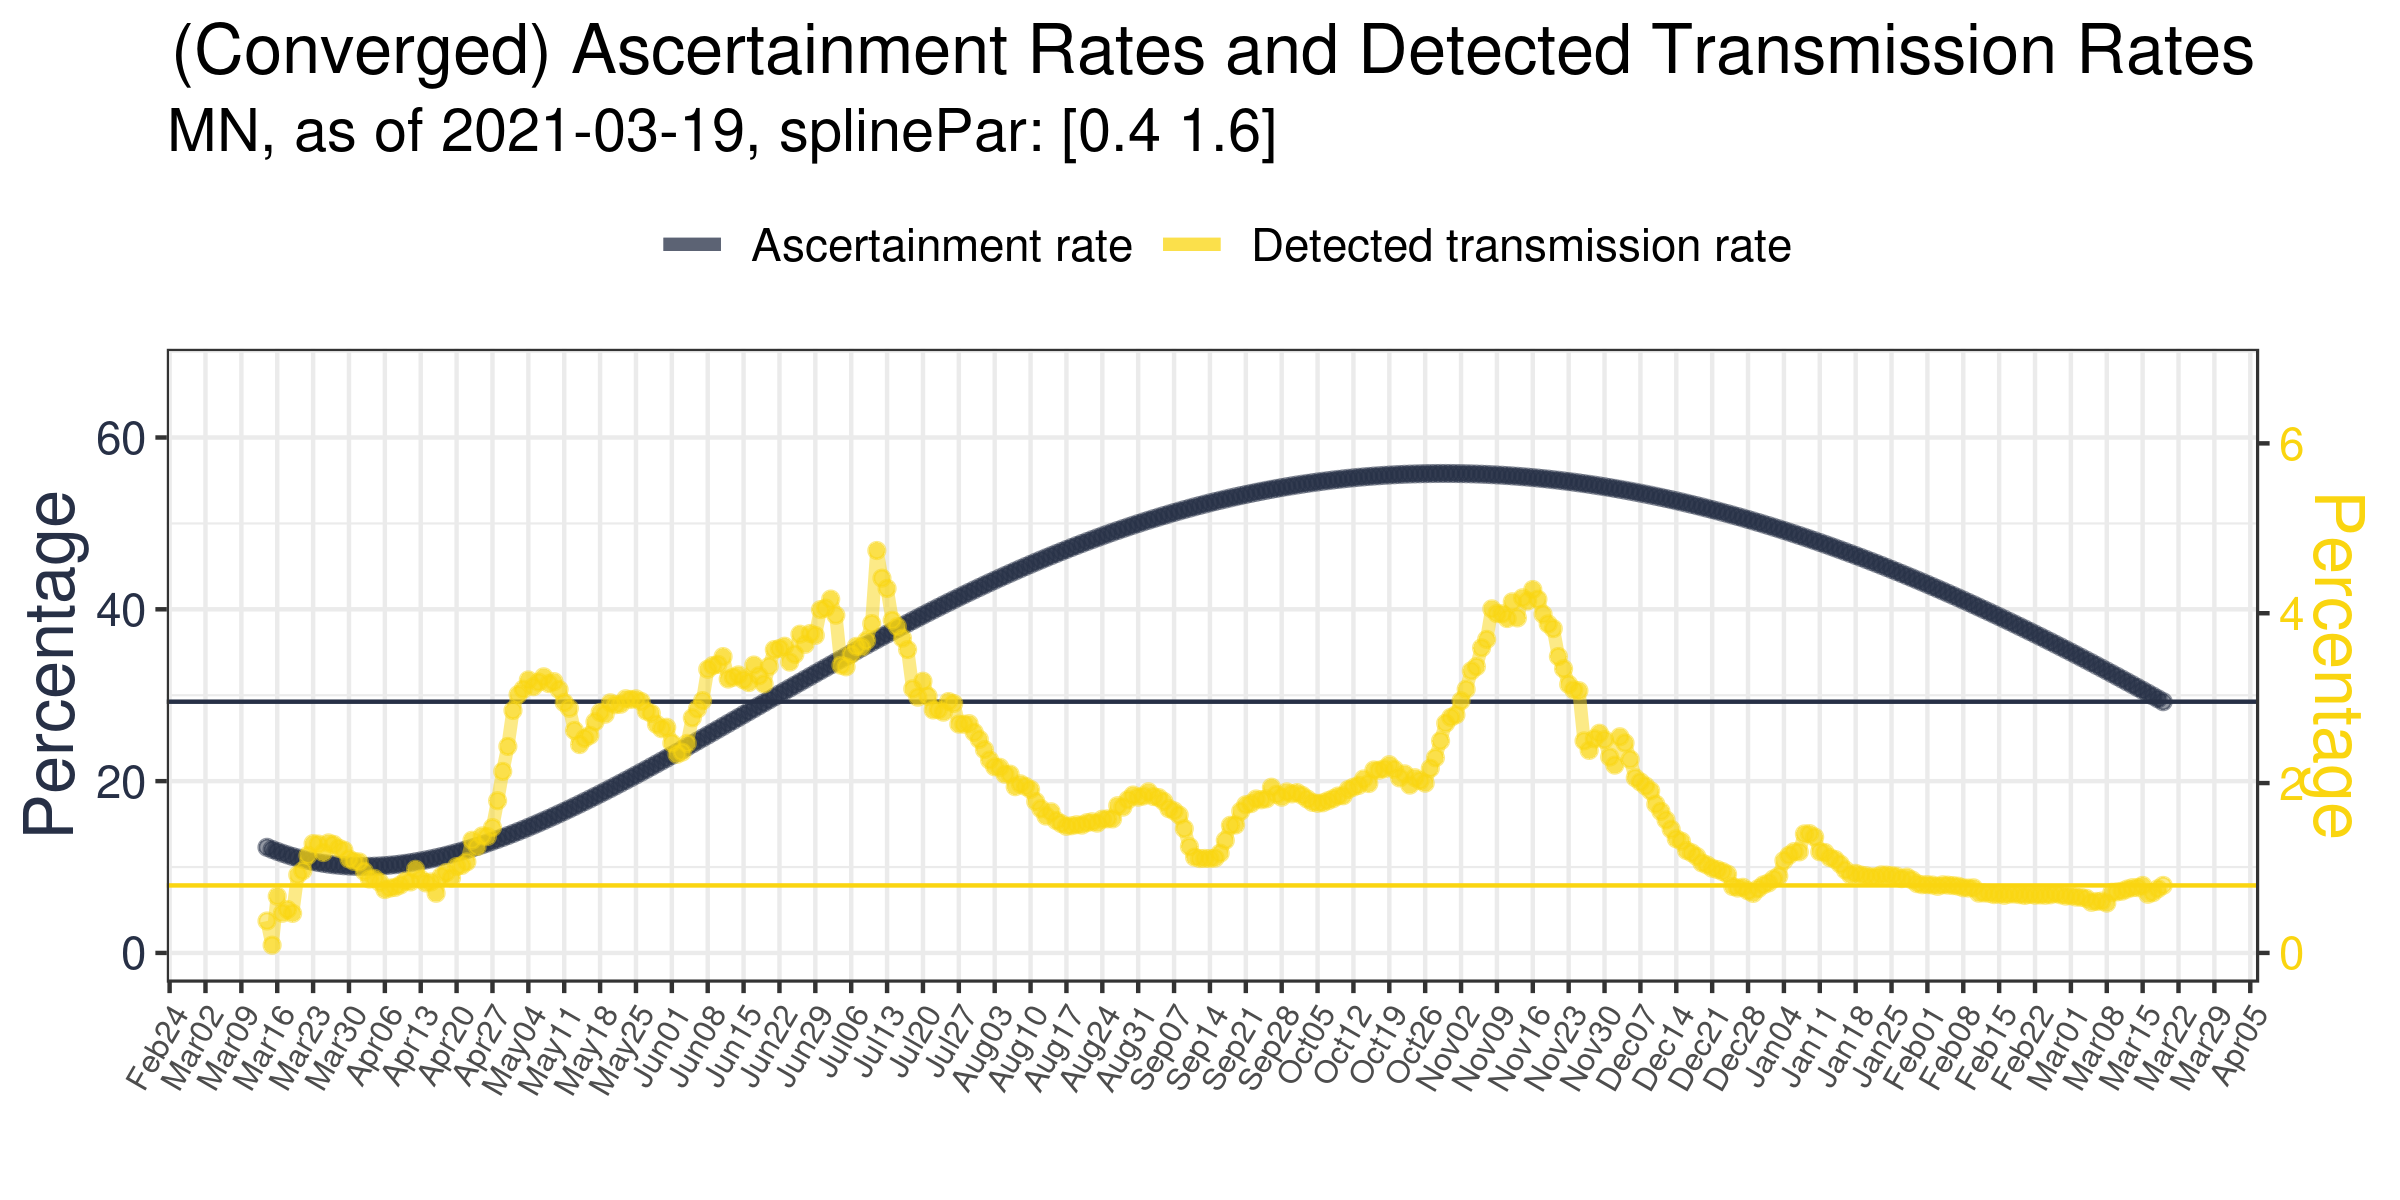 (Converged) Ascertainment Rates and Detected Transmission Rates
MN, as of 2021-03-19, splinePar: [0.4 1.6]
Ascertainment rate Detected transmission rate
Percentage
60
40
20
0
6
4
2
0
Percentage
Feb24 Mar02 Mar09 Mar16 Mar23 Mar30 Apr06 Apr13 Apr20 Apr27 May04 May11 May18 May25 Jun01 Jun08 Jun15 Jun22 Jun29 Jul06 Jul13 Jul20 Jul27 Aug03 Aug10 Aug17 Aug24 Aug31 Sep07 Sep14 Sep21 Sep28 Oct05 Oct12 Oct19 Oct26 Nov02 Nov09 Nov16 Nov23 Nov30 Dec07 Dec14 Dec21 Dec28 Jan04 Jan11 Jan18 Jan25 Feb01 Feb08 Feb15 Feb22 Mar01 Mar08 Mar15 Mar22 Mar29 Apr05